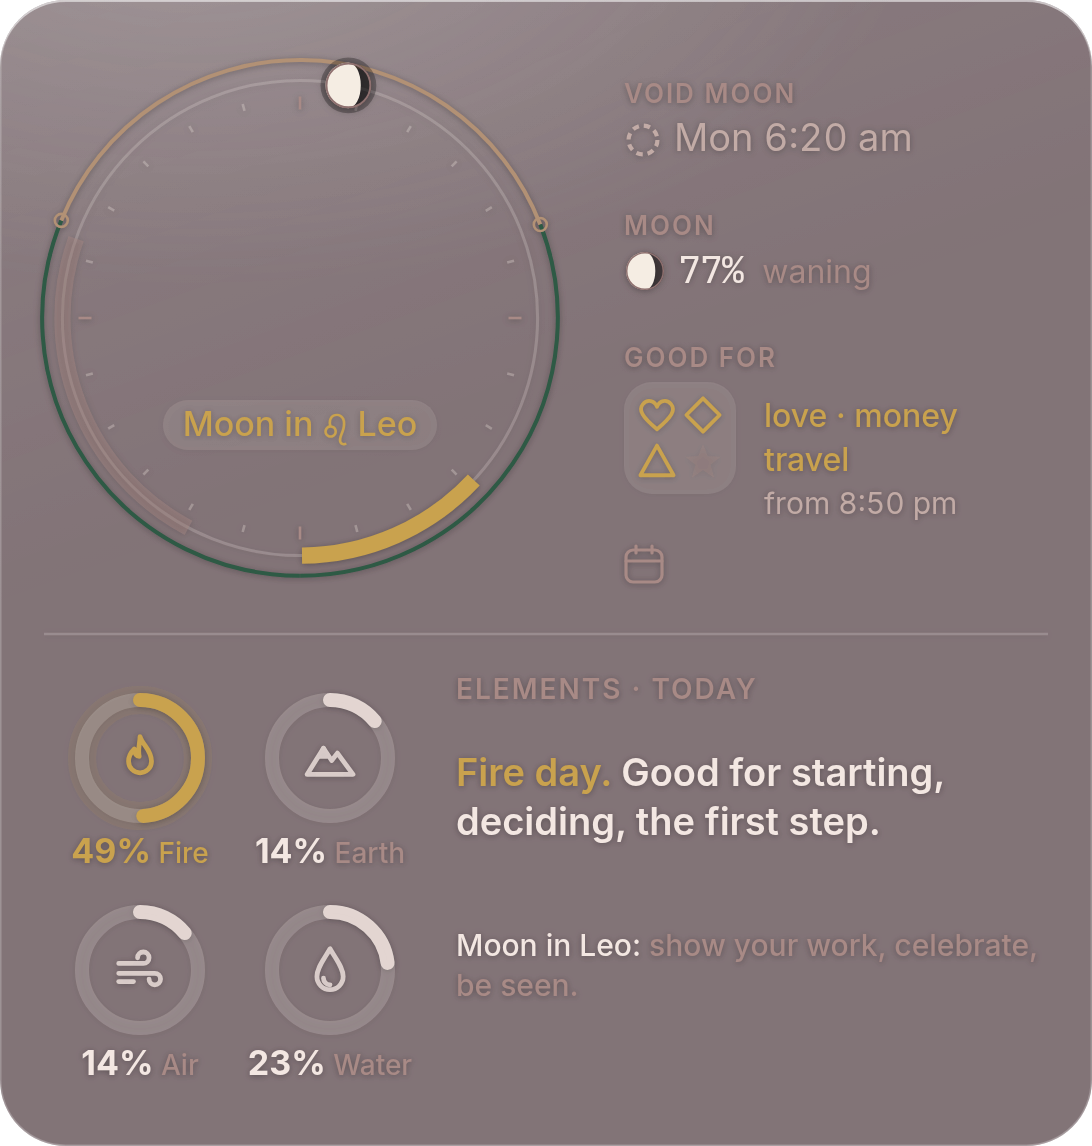 VOID MOON
Mon 6:20 am
MOON
77% waning
GOOD FOR
love · money
travel
from 8:50 pm
Moon in ♌ Leo
ELEMENTS · TODAY
Fire day. Good for starting,
deciding, the first step.
49% Fire
14% Earth
Moon in Leo: show your work, celebrate,
be seen.
14% Air
23% Water